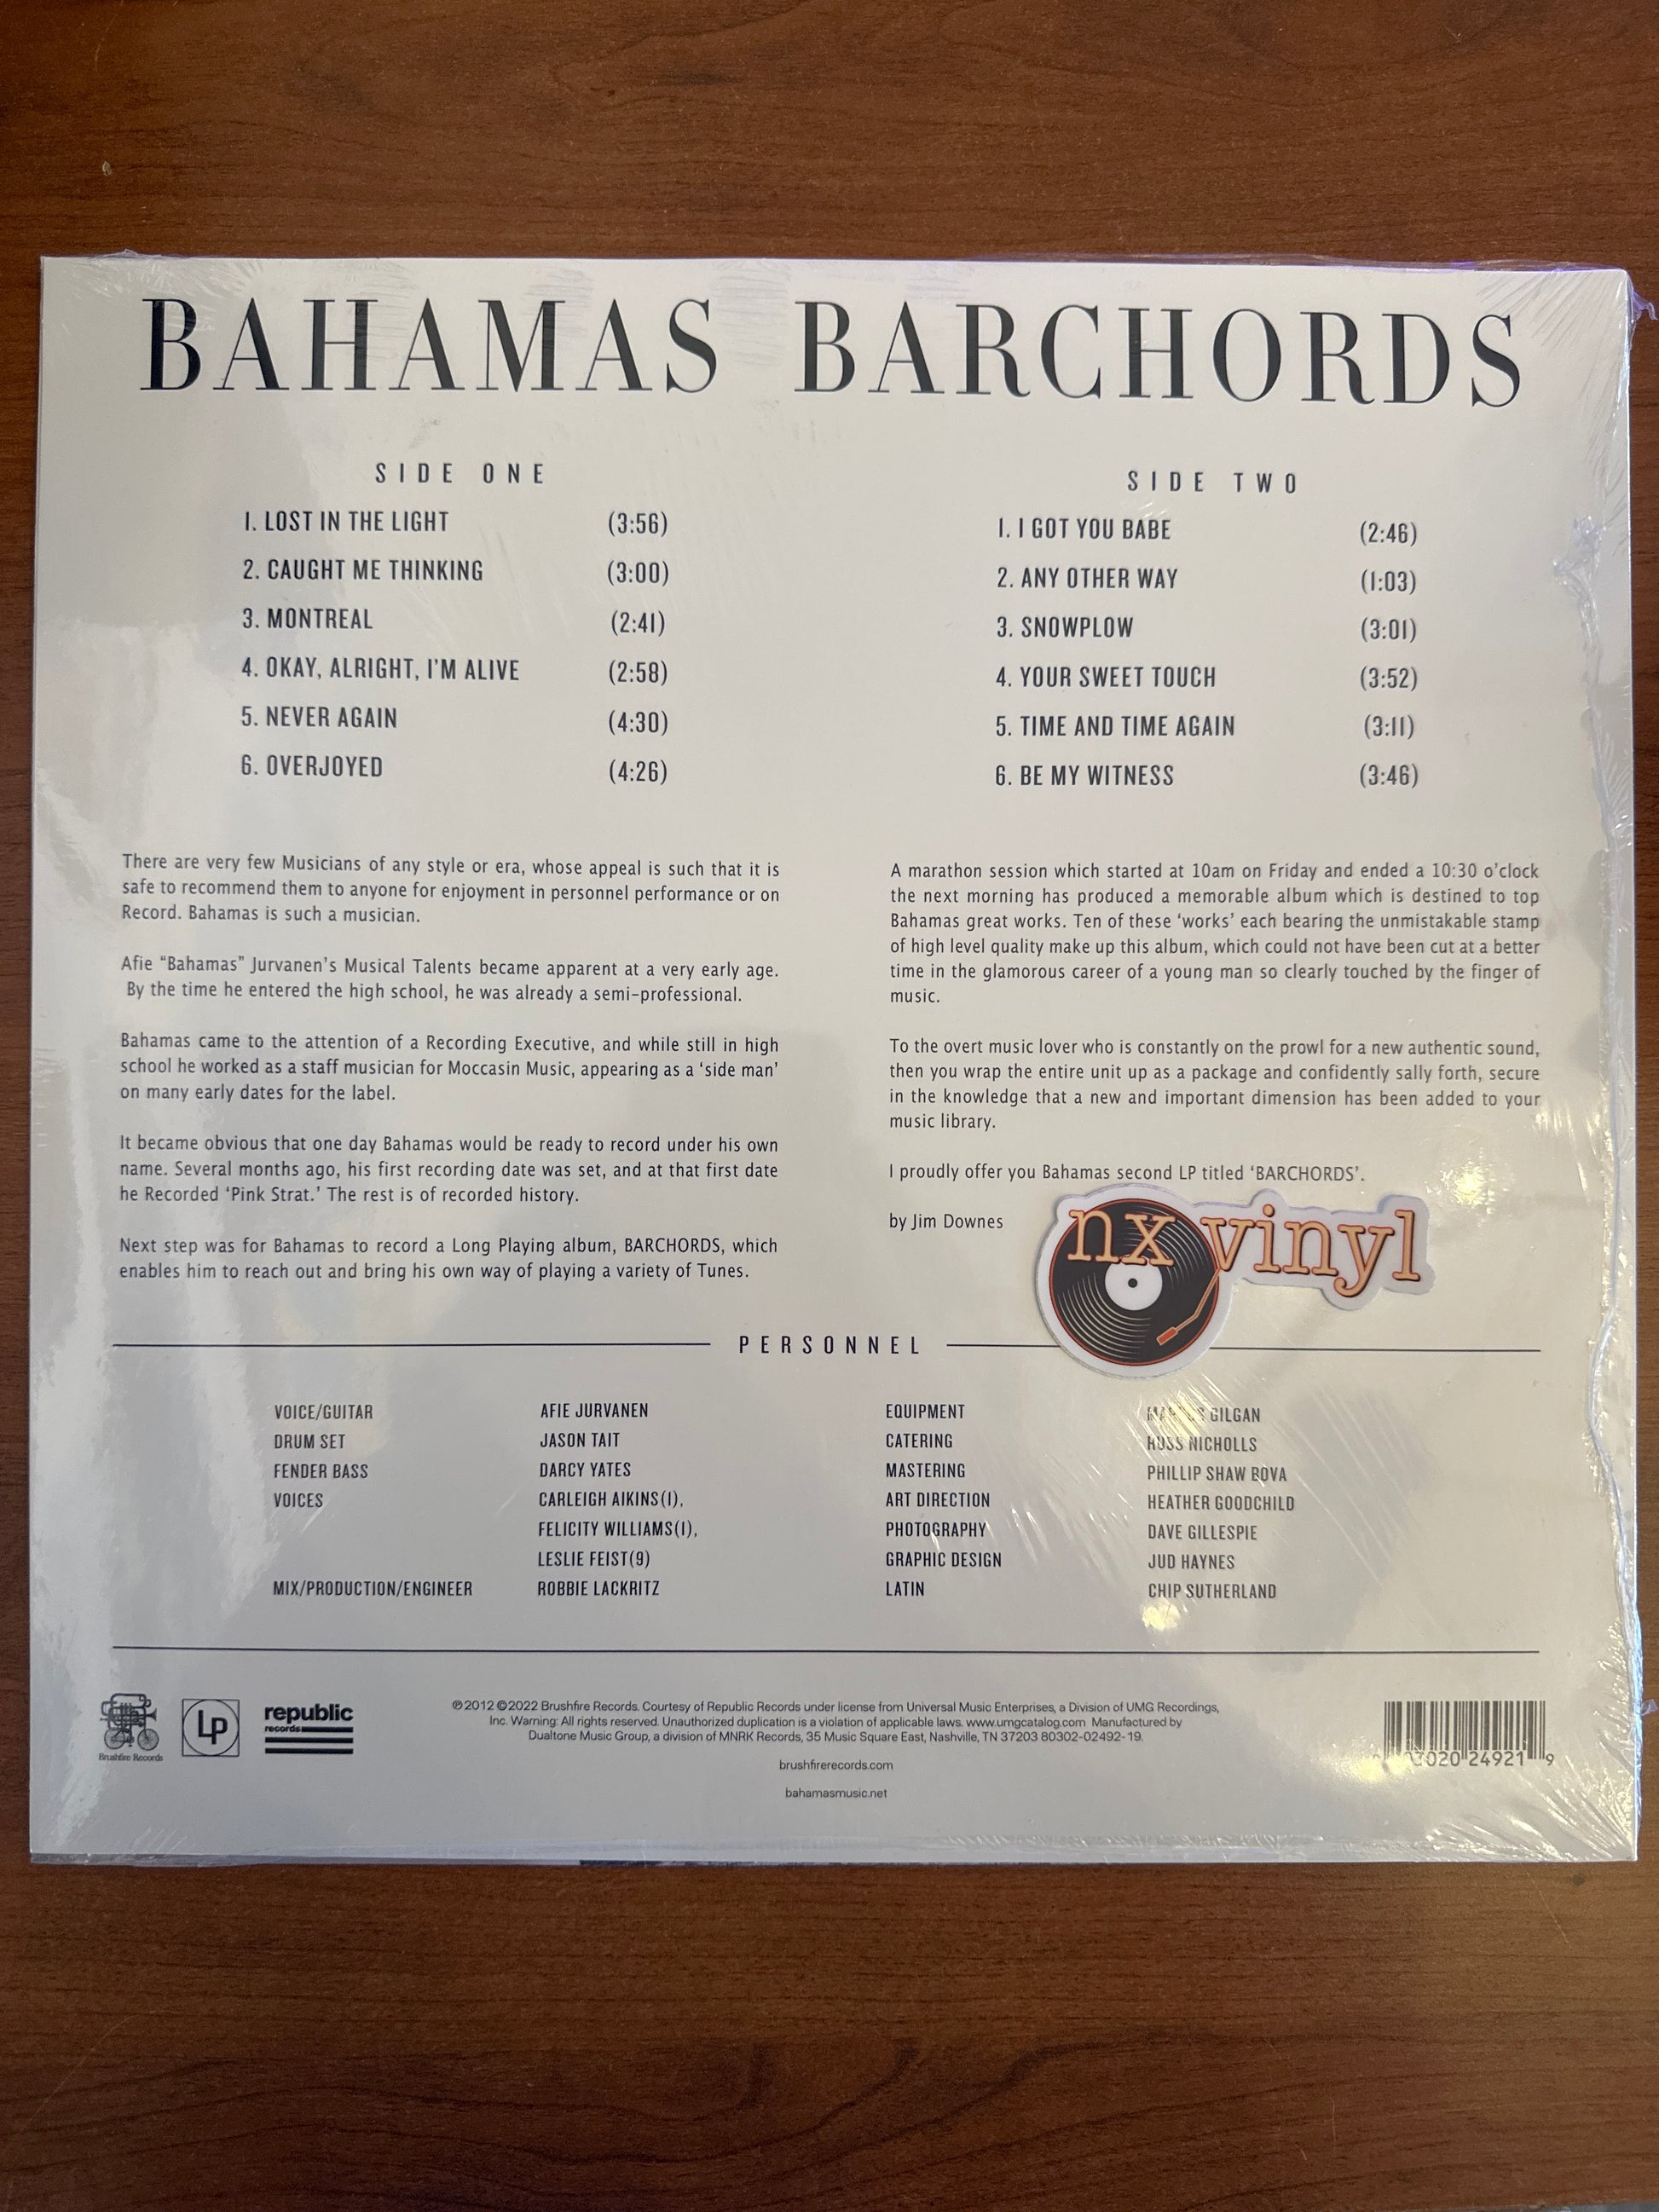 BAHAMAS BARCHORDS
SIDE ONE
1. LOST IN THE LIGHT (3:56)
2. CAUGHT ME THINKING (3:00)
3. MONTREAL (2:41)
4. OKAY, ALRIGHT, I'M ALIVE (2:58)
5. NEVER AGAIN (4:30)
6. OVERJOYED (4:26)
SIDE TWO
1. I GOT YOU BABE (2:46)
2. ANY OTHER WAY (1:03)
3. SNOWPLOW (3:01)
4. YOUR SWEET TOUCH (3:52)
5. TIME AND TIME AGAIN (3:11)
6. BE MY WITNESS (3:46)
There are very few Musicians of any style or era, whose appeal is such that it is
safe to recommend them to anyone for enjoyment in personnel performance or on
Record. Bahamas is such a musician.
Afie “Bahamas” Jurvanen's Musical Talents became apparent at a very early age.
By the time he entered the high school, he was already a semi-professional.
Bahamas came to the attention of a Recording Executive, and while still in high
school he worked as a staff musician for Moccasin Music, appearing as a ‘side man’
on many early dates for the label.
It became obvious that one day Bahamas would be ready to record under his own
name. Several months ago, his first recording date was set, and at that first date
he Recorded ‘Pink Strat.’ The rest is of recorded history.
Next step was for Bahamas to record a Long Playing album, BARCHORDS, which
enables him to reach out and bring his own way of playing a variety of Tunes.
A marathon session which started at 10am on Friday and ended a 10:30 o'clock
the next morning has produced a memorable album which is destined to top
Bahamas great works. Ten of these ‘works’ each bearing the unmistakable stamp
of high level quality make up this album, which could not have been cut at a better
time in the glamorous career of a young man so clearly touched by the finger of
music.
To the overt music lover who is constantly on the prowl for a new authentic sound,
then you wrap the entire unit up as a package and confidently sally forth, secure
in the knowledge that a new and important dimension has been added to your
music library.
I proudly offer you Bahamas second LP titled ‘BARCHORDS’.
by Jim Downes
nx vinyl
PERSONNEL
VOICE/GUITAR AFIE JURVANEN
DRUM SET JASON TAIT
FENDER BASS DARCY YATES
VOICES CARLEIGH AIKINS(1),
FELICITY WILLIAMS(1),
LESLIE FEIST(9)
MIX/PRODUCTION/ENGINEER ROBBIE LACKRITZ
EQUIPMENT GILGAN
CATERING ROSS NICHOLLS
MASTERING PHILLIP SHAW BOVA
ART DIRECTION HEATHER GOODCHILD
PHOTOGRAPHY DAVE GILLESPIE
GRAPHIC DESIGN JUD HAYNES
LATIN CHIP SUTHERLAND
Brushfire Records
LP
republic
records
℗2012 ©2022 Brushfire Records. Courtesy of Republic Records under license from Universal Music Enterprises, a Division of UMG Recordings,
Inc. Warning: All rights reserved. Unauthorized duplication is a violation of applicable laws. www.umgcatalog.com Manufactured by
Dualtone Music Group, a division of MNRK Records, 35 Music Square East, Nashville, TN 37203 80302-02492-19.
brushfirerecords.com
bahamasmusic.net
24921 9